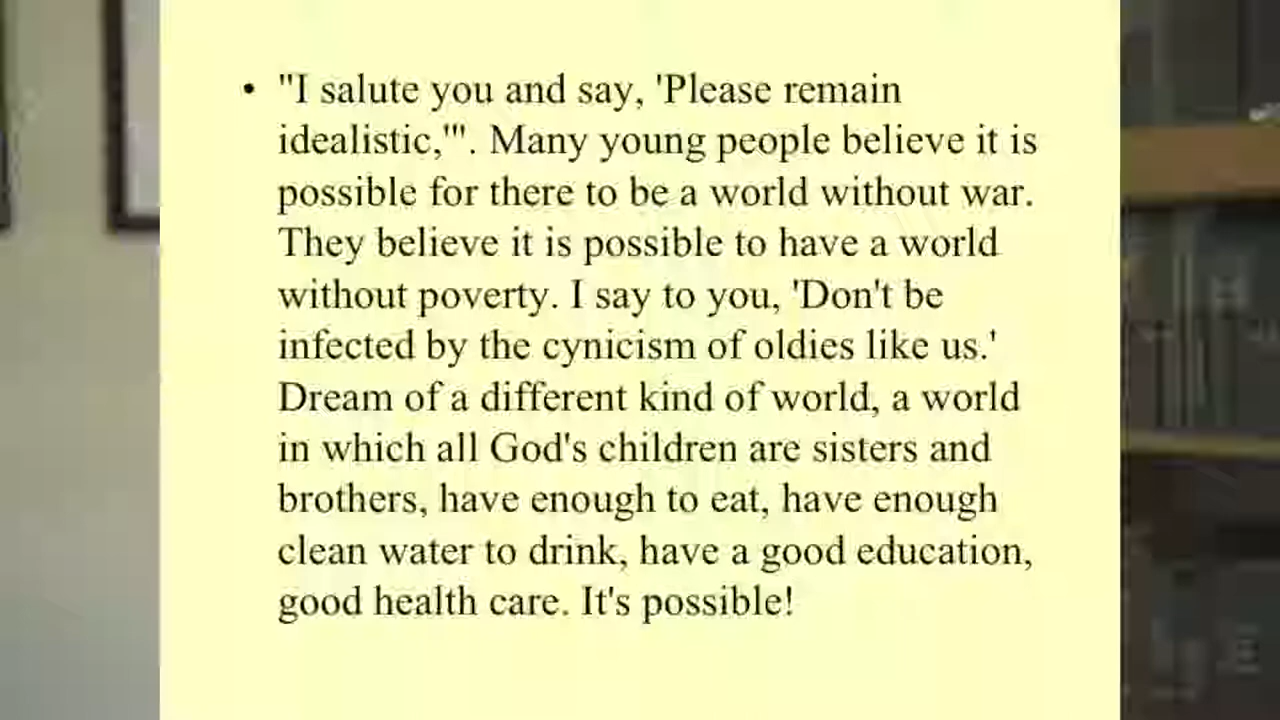 • "I salute you and say, 'Please remain
idealistic,'". Many young people believe it is
possible for there to be a world without war.
They believe it is possible to have a world
without poverty. I say to you, 'Don't be
infected by the cynicism of oldies like us.'
Dream of a different kind of world, a world
in which all God's children are sisters and
brothers, have enough to eat, have enough
clean water to drink, have a good education,
good health care. It's possible!